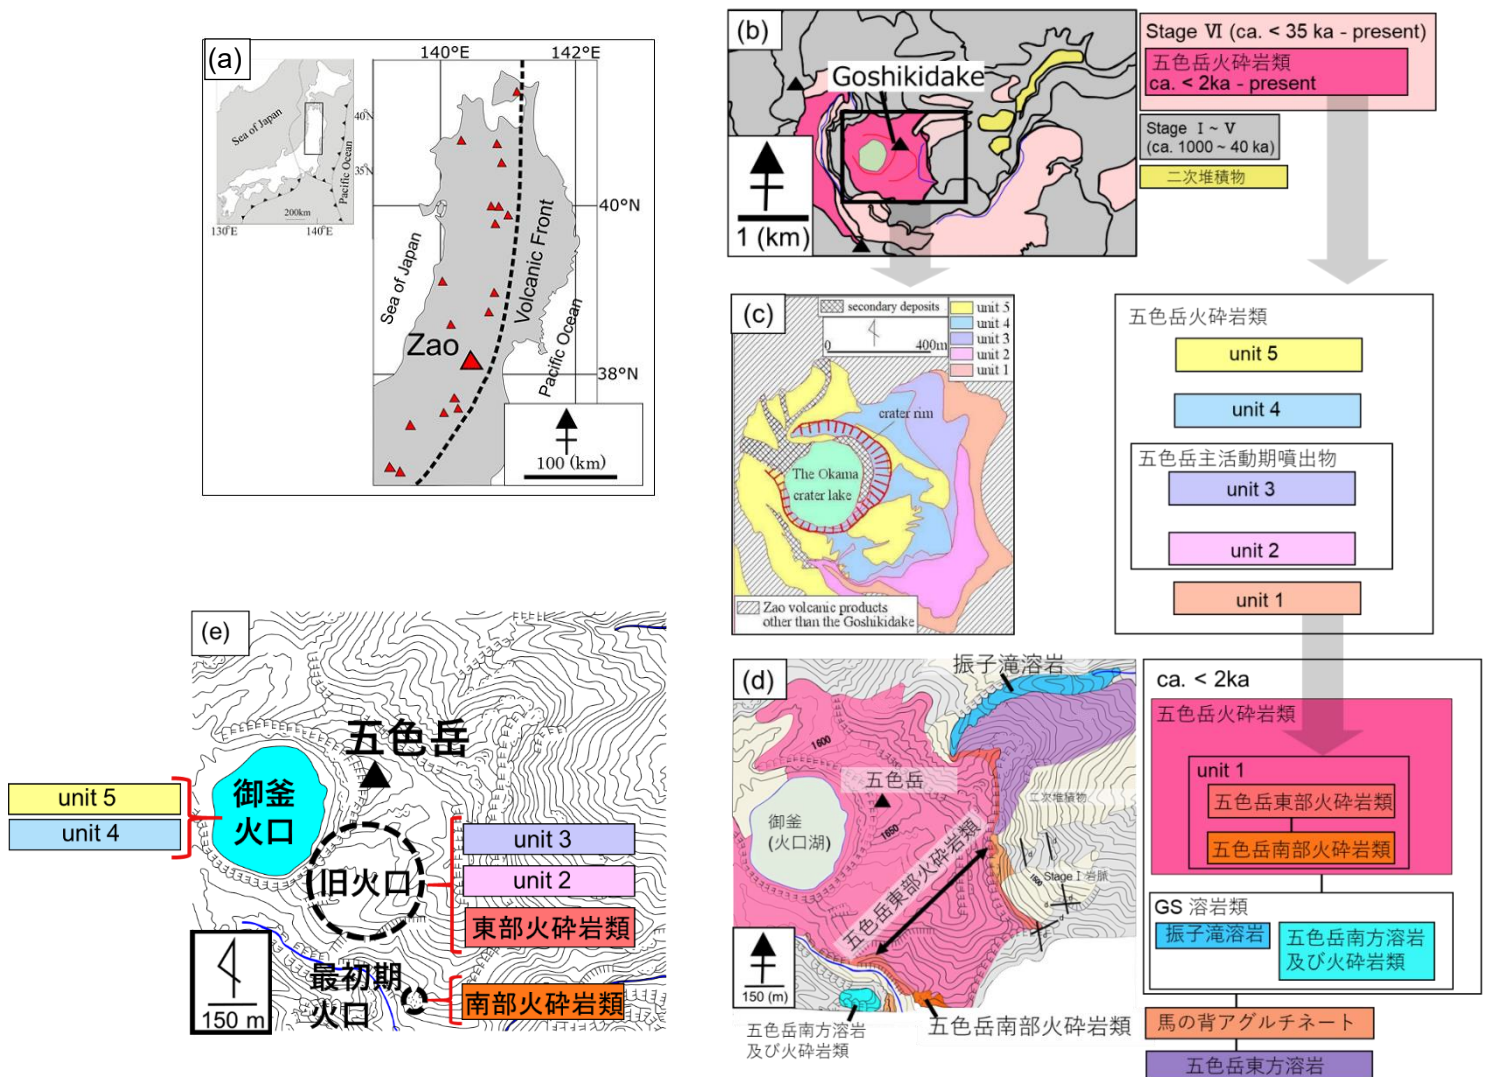 (a)
140°E
142°E
40°N
38°N
Sea of Japan
Pacific Ocean
40°N
35°N
200km
130°E
140°E
Sea of Japan
Volcanic Front
Pacific Ocean
Zao
100 (km)
(b)
Goshikidake
1 (km)
Stage Ⅵ (ca. < 35 ka - present)
五色岳火砕岩類
ca. < 2ka - present
Stage Ⅰ ~ Ⅴ
(ca. 1000 ~ 40 ka)
二次堆積物
(c)
secondary deposits
0
400m
unit 5
unit 4
unit 3
unit 2
unit 1
crater rim
The Okama
crater lake
Zao volcanic products
other than the Goshikidake
五色岳火砕岩類
unit 5
unit 4
五色岳主活動期噴出物
unit 3
unit 2
unit 1
(d)
振子滝溶岩
1600
五色岳
1650
御釜
(火口湖)
二次堆積物
Stage I 岩脈
1500
五色岳東部火砕岩類
150 (m)
五色岳南方溶岩
及び火砕岩類
五色岳南部火砕岩類
ca. < 2ka
五色岳火砕岩類
unit 1
五色岳東部火砕岩類
五色岳南部火砕岩類
GS 溶岩類
振子滝溶岩
五色岳南方溶岩
及び火砕岩類
馬の背アグルチネート
五色岳東方溶岩
(e)
五色岳
御釜
火口
unit 5
unit 4
旧火口
unit 3
unit 2
東部火砕岩類
最初期
火口
南部火砕岩類
150 m